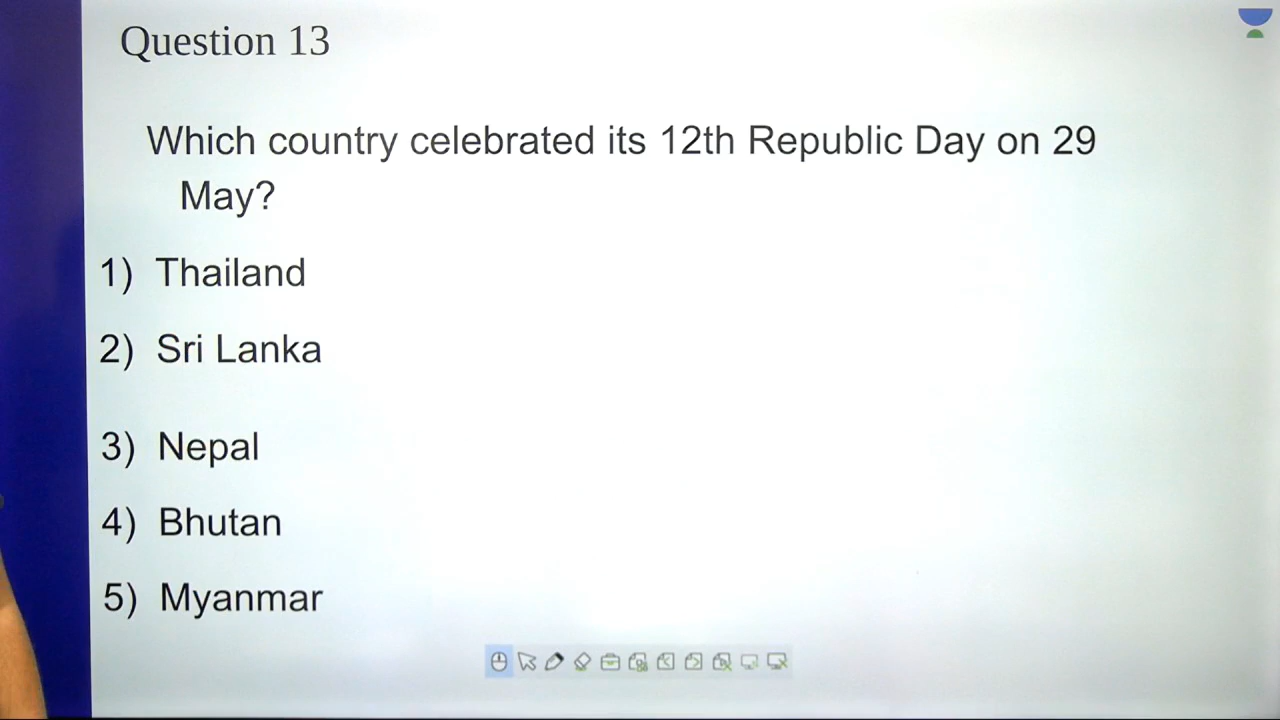 Question 13
Which country celebrated its 12th Republic Day on 29
May?
1) Thailand
2) Sri Lanka
3) Nepal
4) Bhutan
5) Myanmar